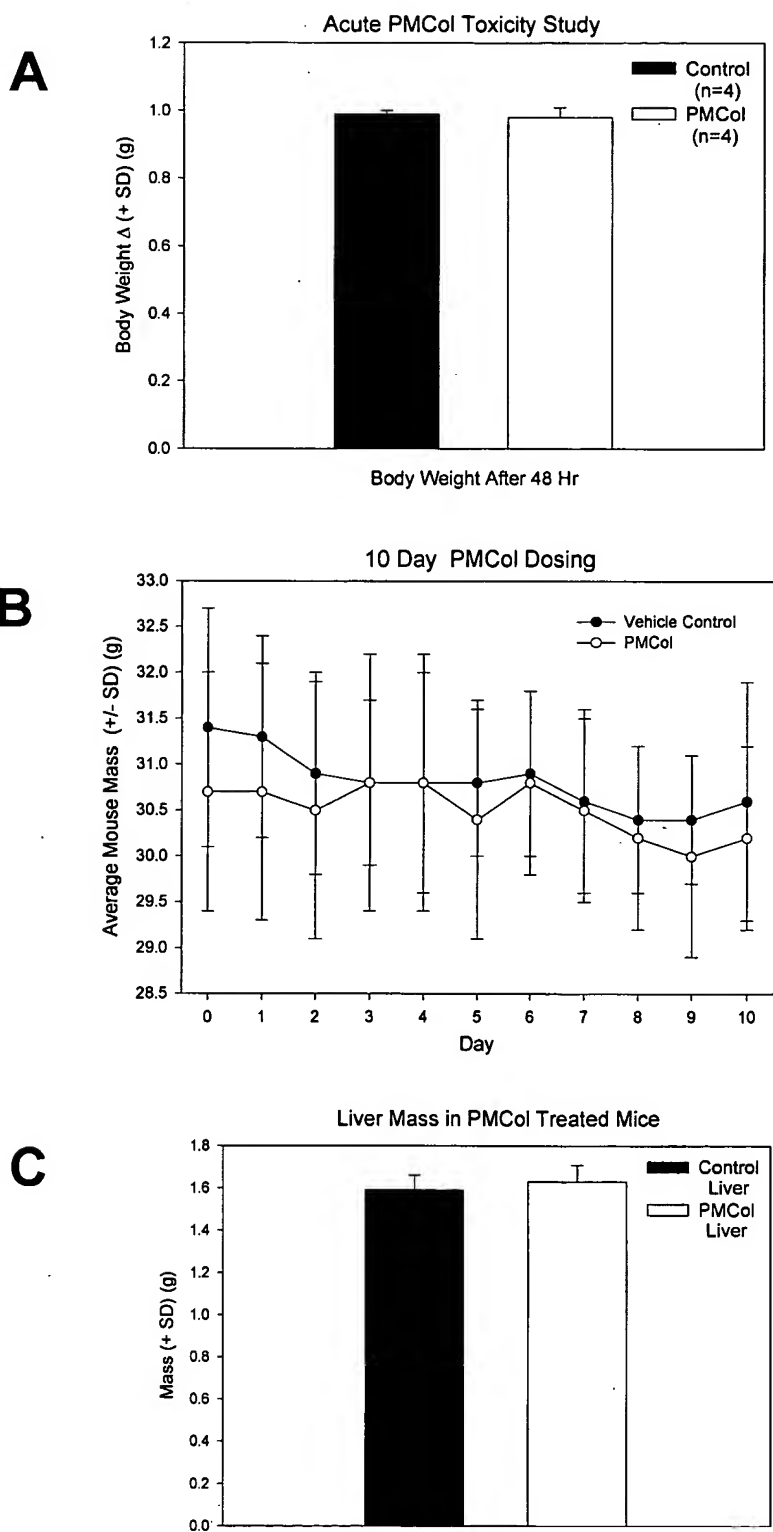 A
Acute PMCol Toxicity Study
1.2
1.0
0.8
0.6
0.4
0.2
0.0
Body Weight Δ (+ SD) (g)
Control
(n=4)
PMCol
(n=4)
Body Weight After 48 Hr
B
10 Day PMCol Dosing
33.0
32.5
32.0
31.5
31.0
30.5
30.0
29.5
29.0
28.5
Average Mouse Mass (+/- SD) (g)
Vehicle Control
PMCol
0 1 2 3 4 5 6 7 8 9 10
Day
C
Liver Mass in PMCol Treated Mice
1.8
1.6
1.4
1.2
1.0
0.8
0.6
0.4
0.2
0.0
Mass (+ SD) (g)
Control
Liver
PMCol
Liver